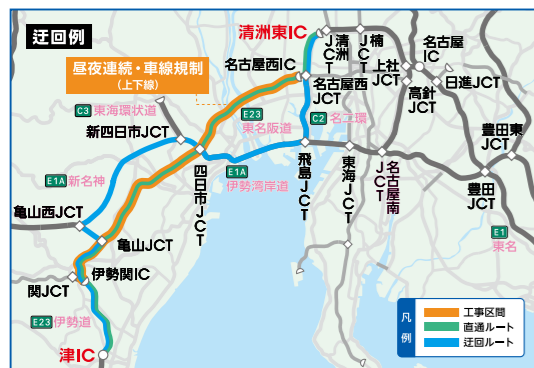 迂回例
清洲東IC
清洲JCT
楠JCT
上社JCT
名古屋IC
日進JCT
高針JCT
昼夜連続・車線規制
(上下線)
名古屋西IC
名古屋西JCT
C3 東海環状道
E23
東名阪道
C2 名二環
新四日市JCT
豊田東JCT
E1A 新名神
四日市JCT
E1A
伊勢湾岸道
飛島JCT
東海JCT
名古屋南JCT
豊田JCT
亀山西JCT
亀山JCT
E1
東名
伊勢関IC
関JCT
E23 伊勢道
津IC
凡例
工事区間
直通ルート
迂回ルート